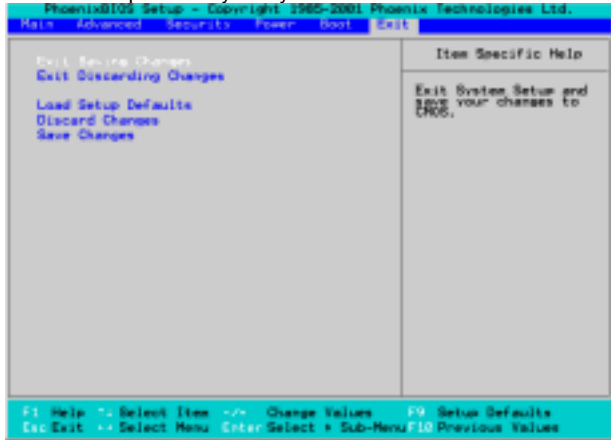 PhoenixBIOS Setup - Copyright 1985-2001 Phoenix Technologies Ltd.
Main Advanced Security Power Boot Exit
Exit Saving Changes
Exit Discarding Changes
Load Setup Defaults
Discard Changes
Save Changes
Item Specific Help
Exit System Setup and
save your changes to
CMOS.
F1 Help ↑↓ Select Item -/+ Change Values F9 Setup Defaults
Esc Exit ↔ Select Menu Enter Select ▸ Sub-Menu F10 Previous Values